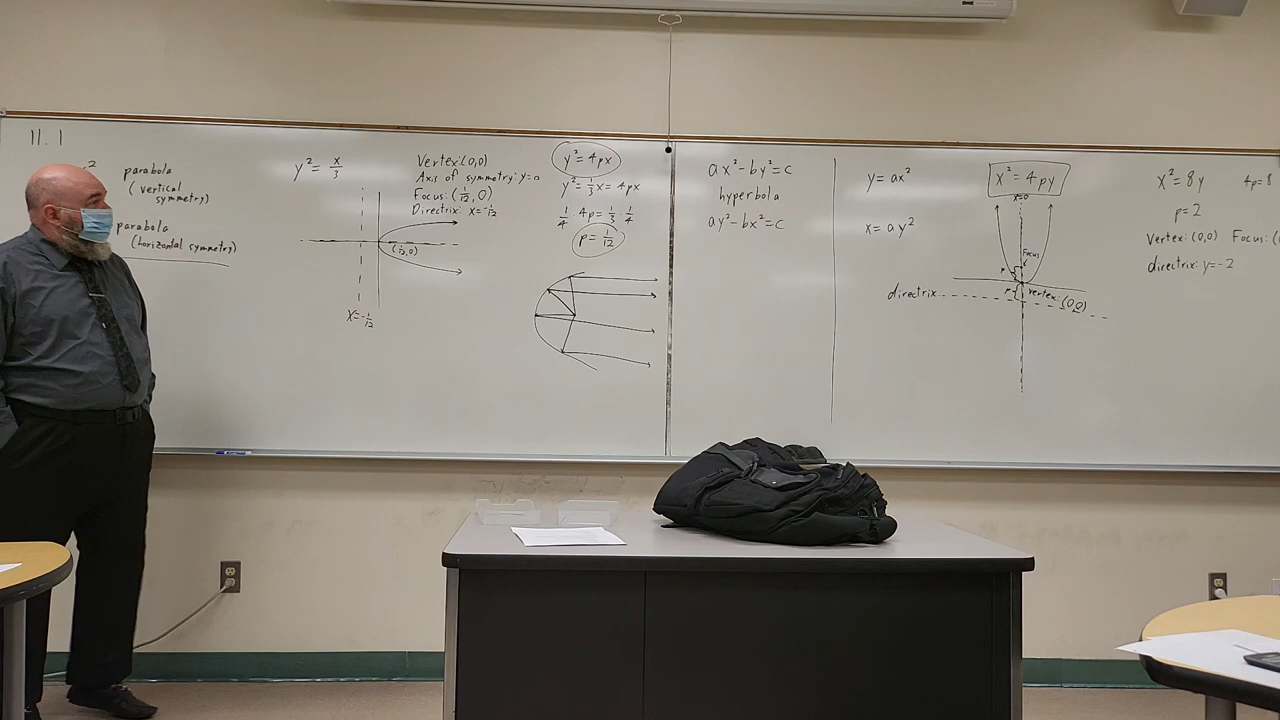 11.1
2
parabola
(vertical
symmetry)
parabola
(horizontal symmetry)
y² = x/3
Vertex: (0,0)
Axis of symmetry: y=0
Focus: (1/12, 0)
Directrix: x=-1/12
(1/12,0)
x=-1/12
y²=4px
y²=1/3x=4px
1/4·4p=1/3·1/4
p=1/12
ax²-by²=c
hyperbola
ay²-bx²=c
y=ax²
x=ay²
x²=4py
x=0
Focus
P
P
directrix
vertex: (0,0)
x²=8y
4p=8
p=2
Vertex: (0,0) Focus: (
directrix: y=-2